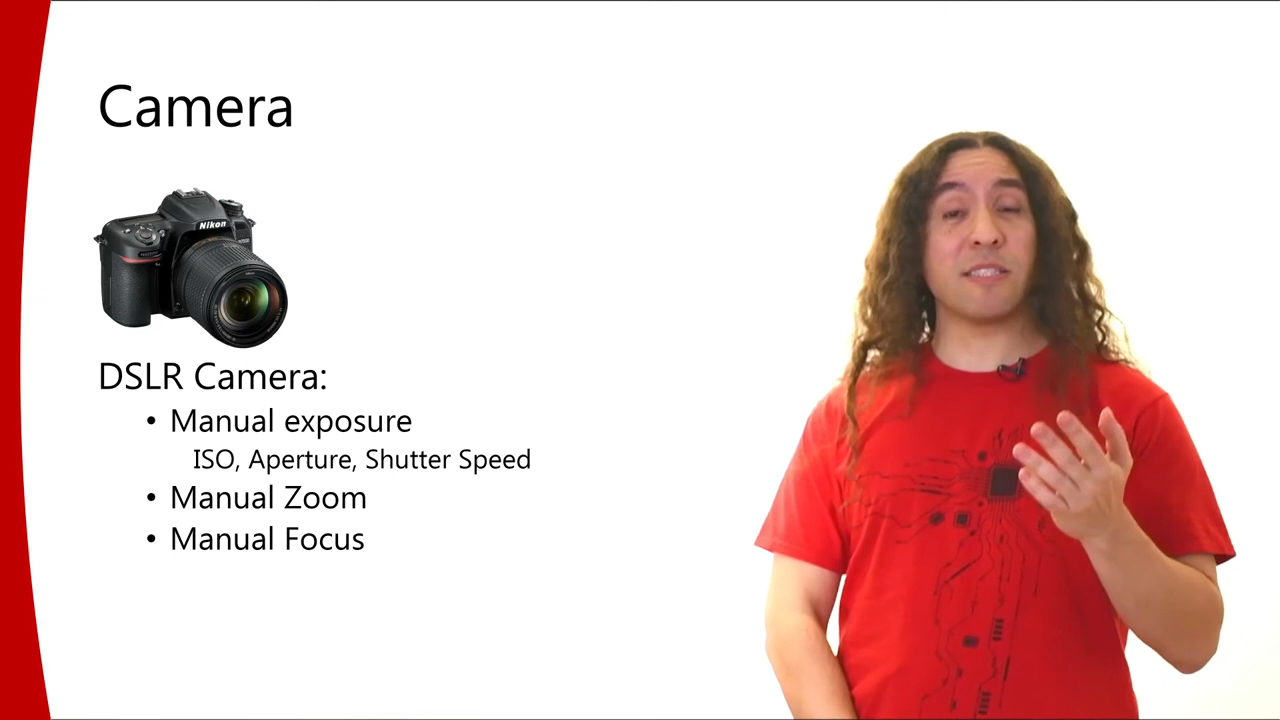 Camera
Nikon
DSLR Camera:
• Manual exposure
ISO, Aperture, Shutter Speed
• Manual Zoom
• Manual Focus